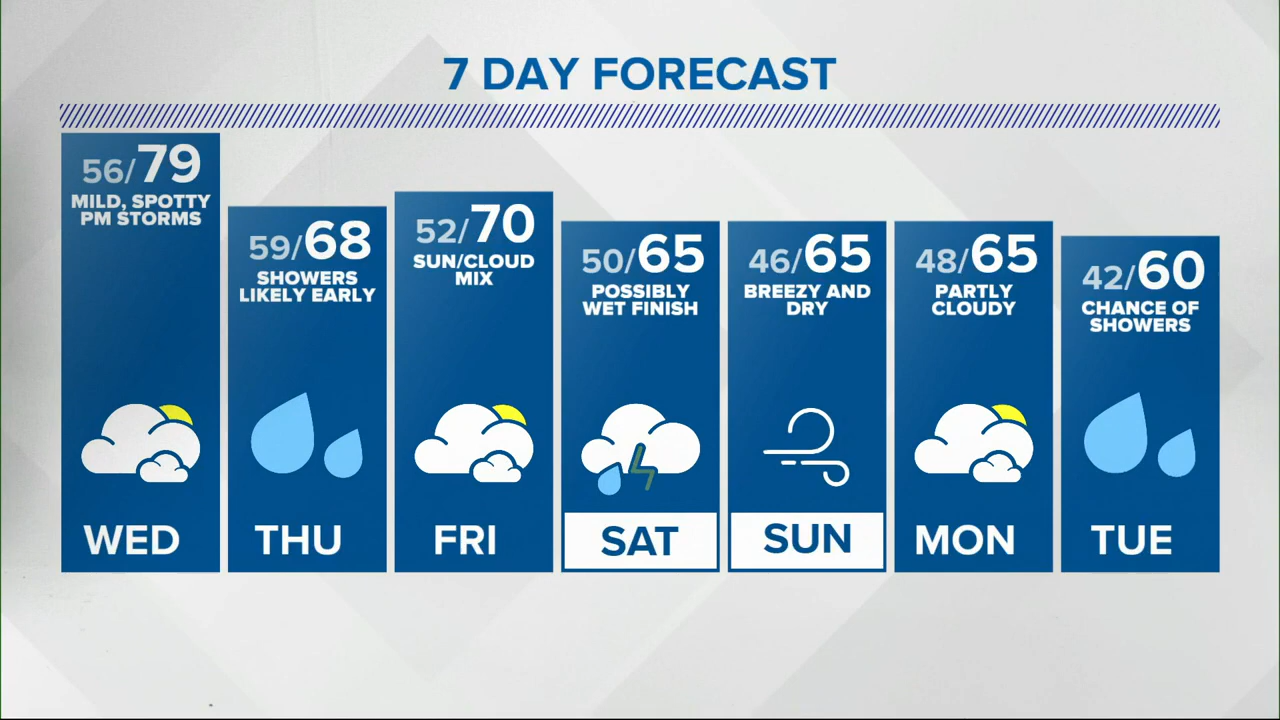 7 DAY FORECAST
56/79
MILD, SPOTTY
PM STORMS
WED
59/68
SHOWERS
LIKELY EARLY
THU
52/70
SUN/CLOUD
MIX
FRI
50/65
POSSIBLY
WET FINISH
SAT
46/65
BREEZY AND
DRY
SUN
48/65
PARTLY
CLOUDY
MON
42/60
CHANCE OF
SHOWERS
TUE